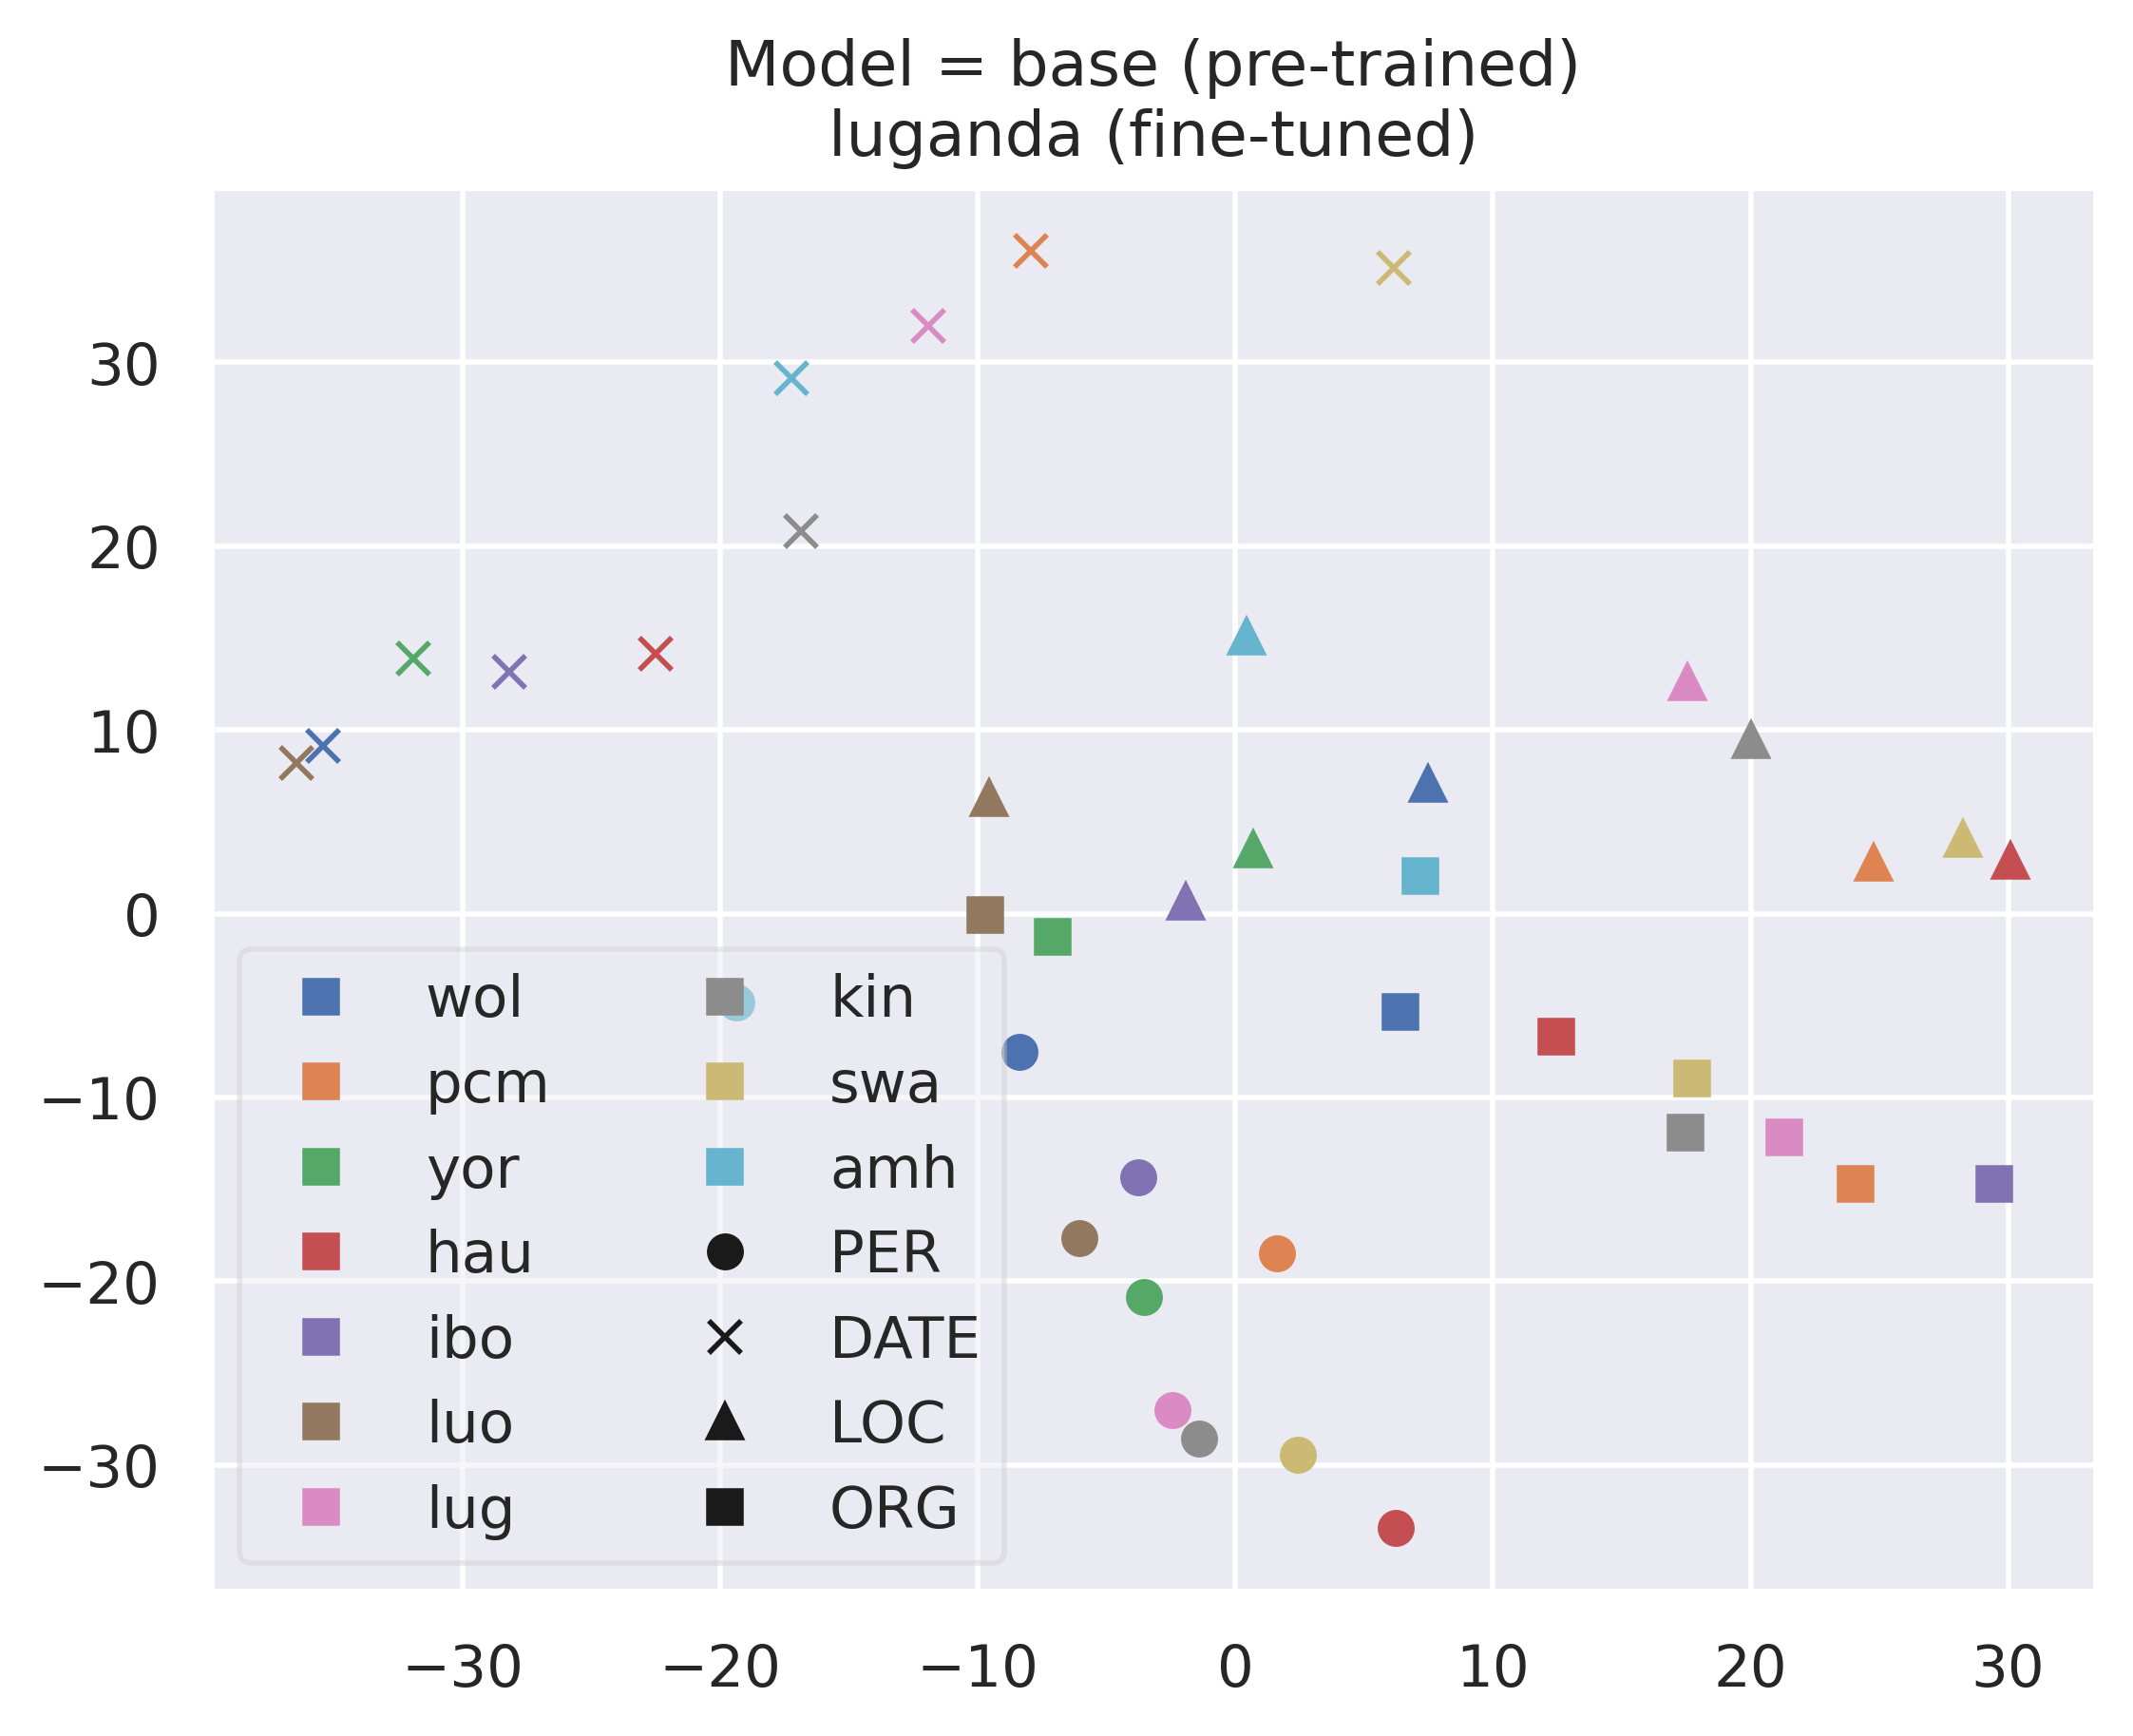 Model = base (pre-trained)
luganda (fine-tuned)
30
20
10
0
−10
−20
−30
wol
pcm
yor
hau
ibo
luo
lug
kin
swa
amh
PER
DATE
LOC
ORG
−30 −20 −10 0 10 20 30